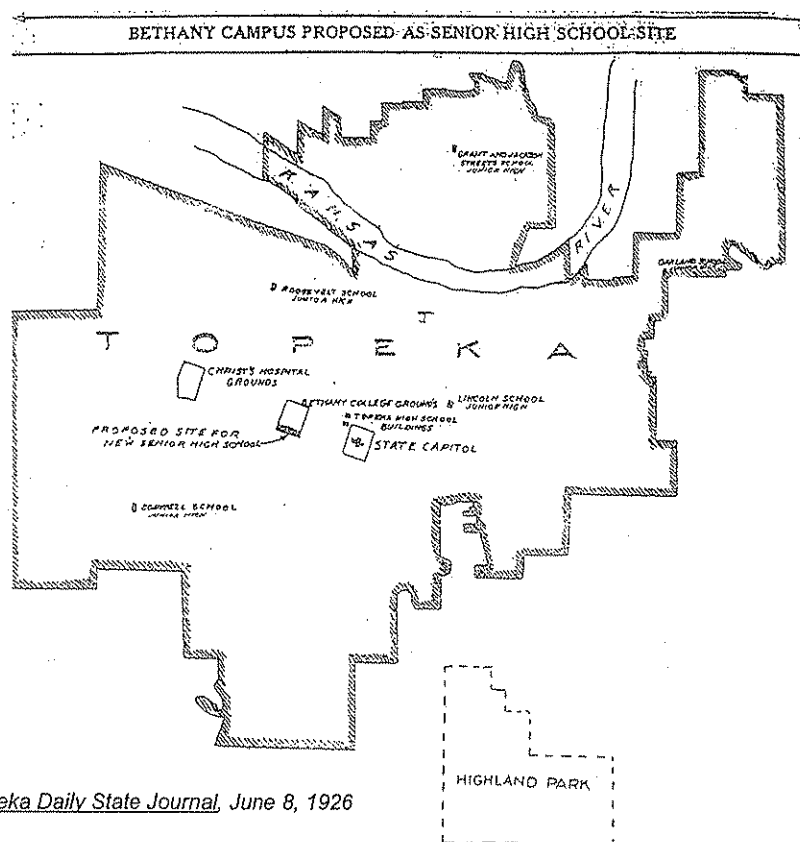 BETHANY CAMPUS PROPOSED AS SENIOR HIGH SCHOOL SITE
GRANT AND JACKSON
STREETS SCHOOL
JUNIOR HIGH
KANSAS
RIVER
OAKLAND
ROOSEVELT SCHOOL
JUNIOR HIGH
TOPEKA
CHRIST'S HOSPITAL
GROUNDS
BETHANY COLLEGE GROUNDS
LINCOLN SCHOOL
JUNIOR HIGH
TOPEKA HIGH SCHOOL
BUILDINGS
PROPOSED SITE FOR
NEW SENIOR HIGH SCHOOL
STATE CAPITOL
SCHOOL
JUNIOR HIGH
HIGHLAND PARK
eka Daily State Journal, June 8, 1926